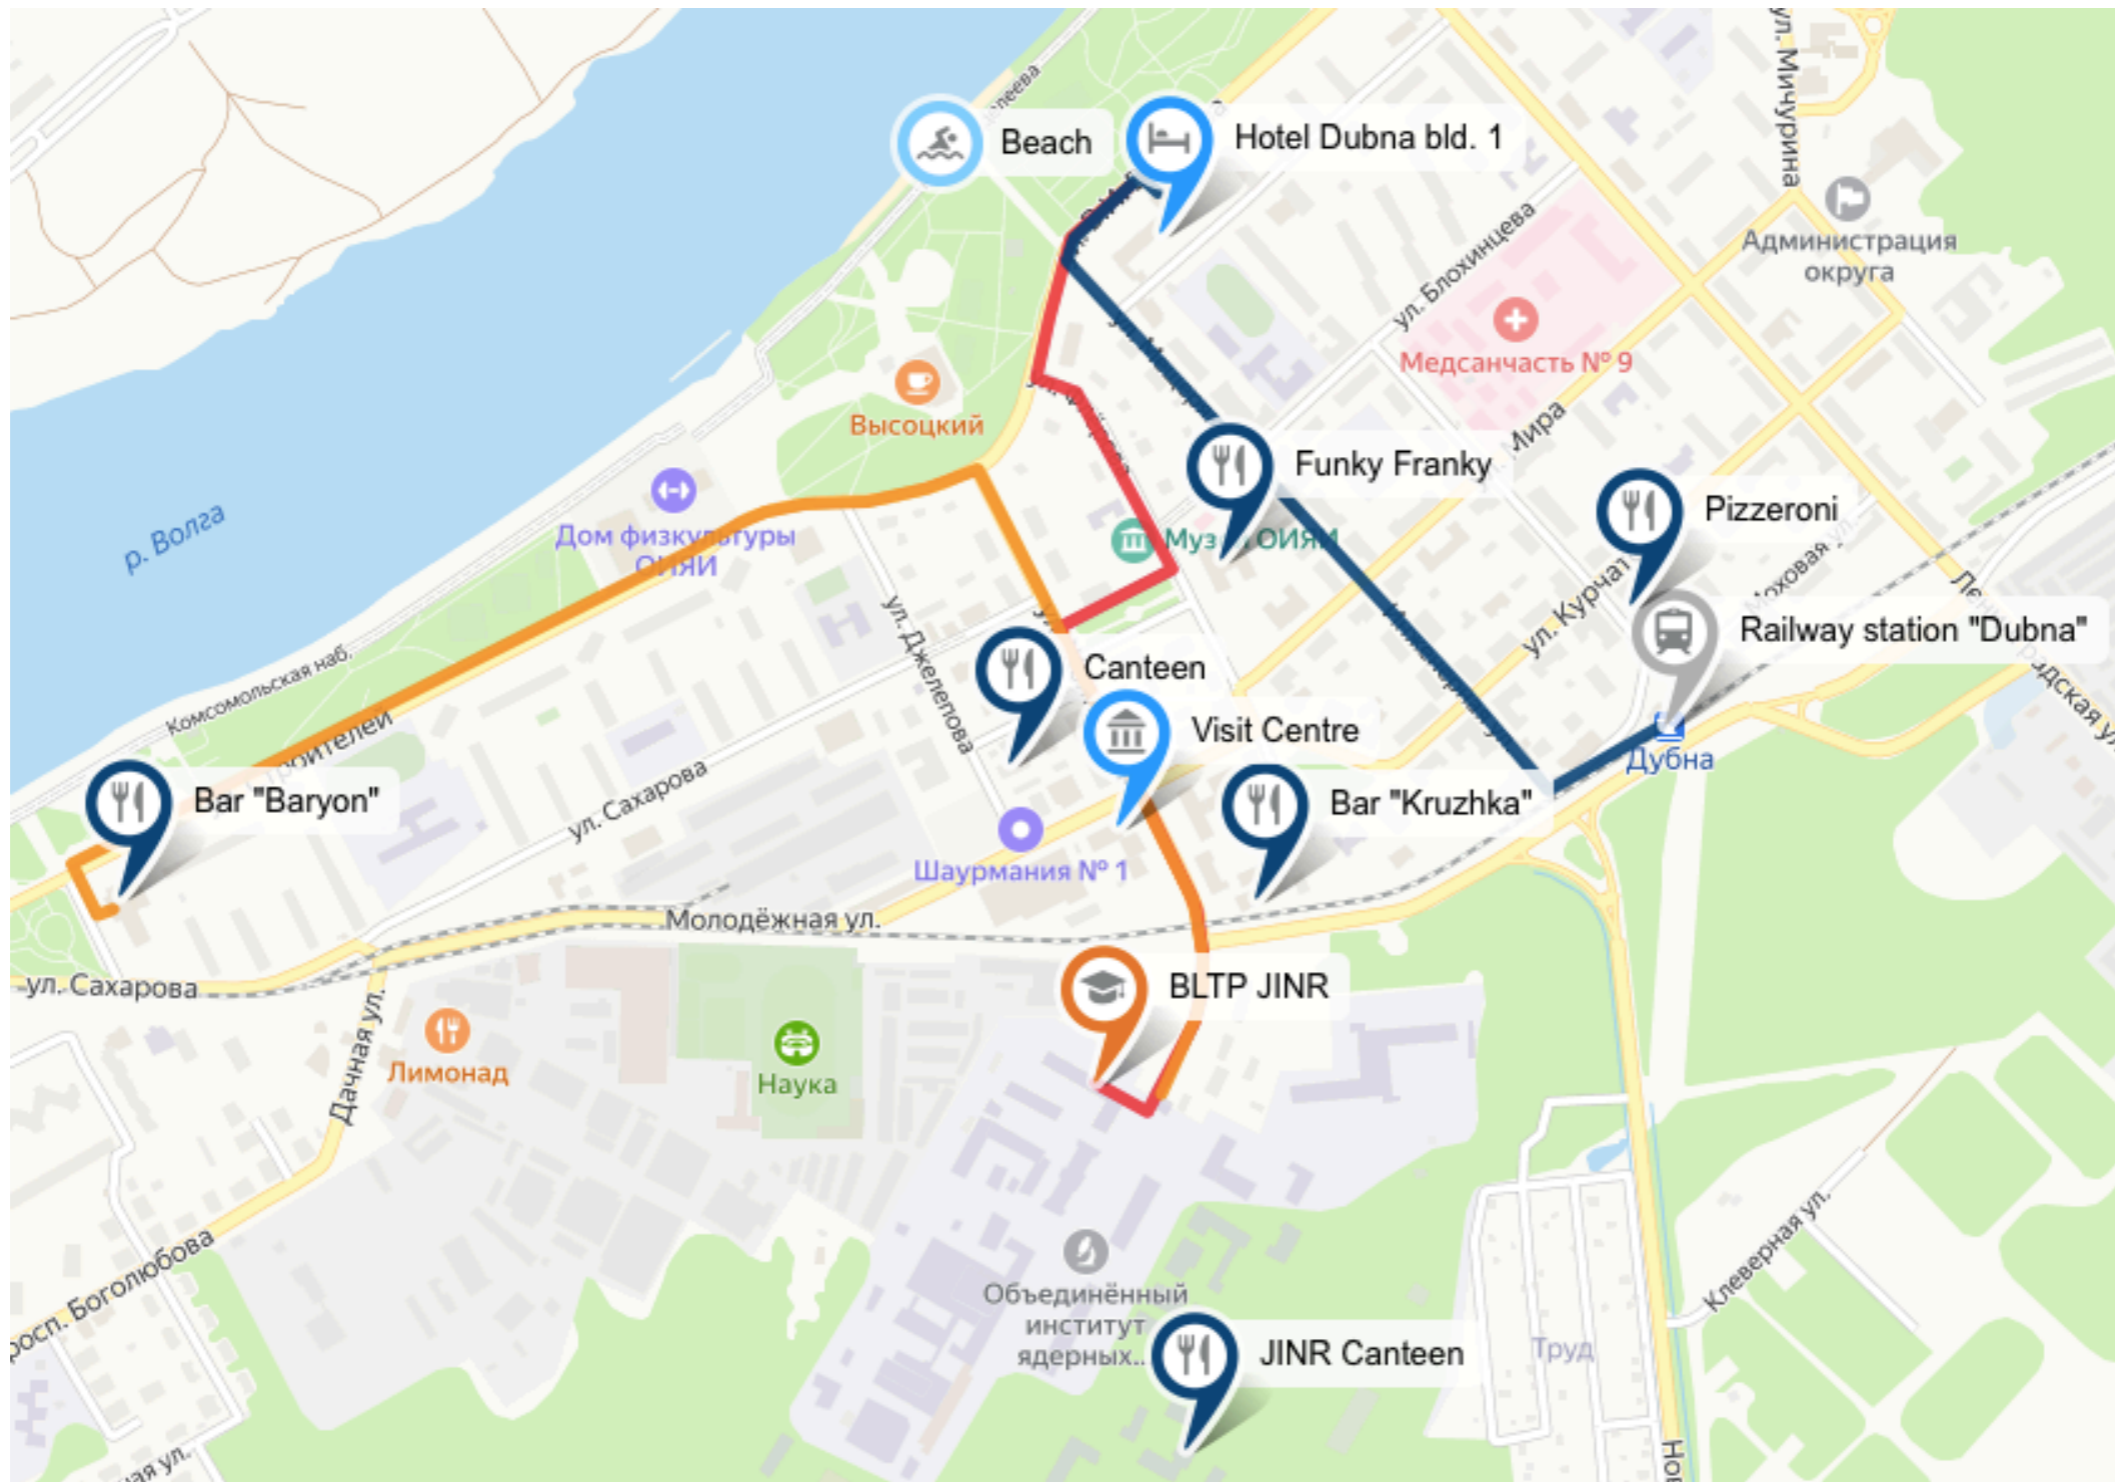 ул. Мичурина
Beach
Hotel Dubna bld. 1
Администрация
округа
ул. Блохинцева
Медсанчасть № 9
Высоцкий
Мира
Funky Franky
Pizzeroni
р. Волга
Дом физкультуры
ОИЯИ
Моховая ул.
ул. Курчат
ул. Джелепова
Railway station "Dubna"
Canteen
Комсомольская наб.
Visit Centre
Дубна
ул. Сахарова
Bar "Baryon"
Bar "Kruzhka"
Шаурмания № 1
Молодёжная ул.
ул. Сахарова
BLTP JINR
Дачная ул.
Лимонад
Наука
Клеверная ул.
просп. Боголюбова
Объединённый
институт
ядерных...
JINR Canteen
Труд